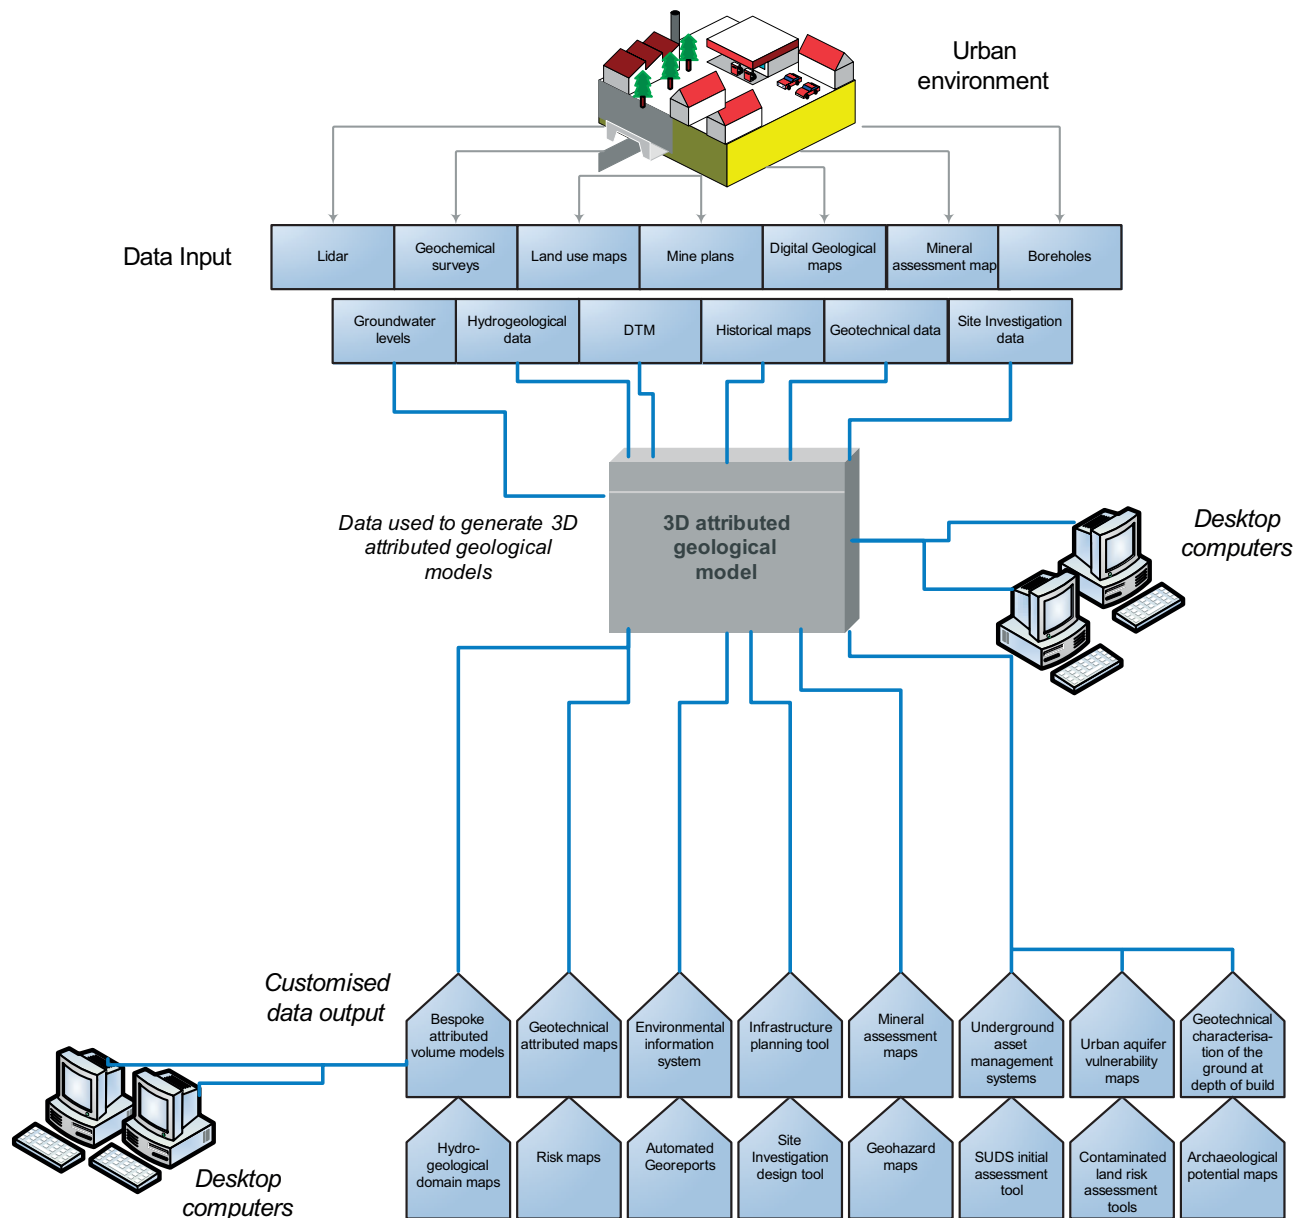 Urban
environment
Data Input
Lidar
Geochemical
surveys
Land use maps
Mine plans
Digital Geological
maps
Mineral
assessment map
Boreholes
Groundwater
levels
Hydrogeological
data
DTM
Historical maps
Geotechnical data
Site Investigation
data
Data used to generate 3D
attributed geological
models
3D attributed
geological
model
Desktop
computers
Customised
data output
Bespoke
attributed
volume models
Geotechnical
attributed maps
Environmental
information
system
Infrastructure
planning tool
Mineral
assessment
maps
Underground
asset
management
systems
Urban aquifer
vulnerability
maps
Geotechnical
characterisa-
tion of the
ground at
depth of build
Hydro-
geological
domain maps
Risk maps
Automated
Georeports
Site
Investigation
design tool
Geohazard
maps
SUDS initial
assessment
tool
Contaminated
land risk
assessment
tools
Archaeological
potential maps
Desktop
computers